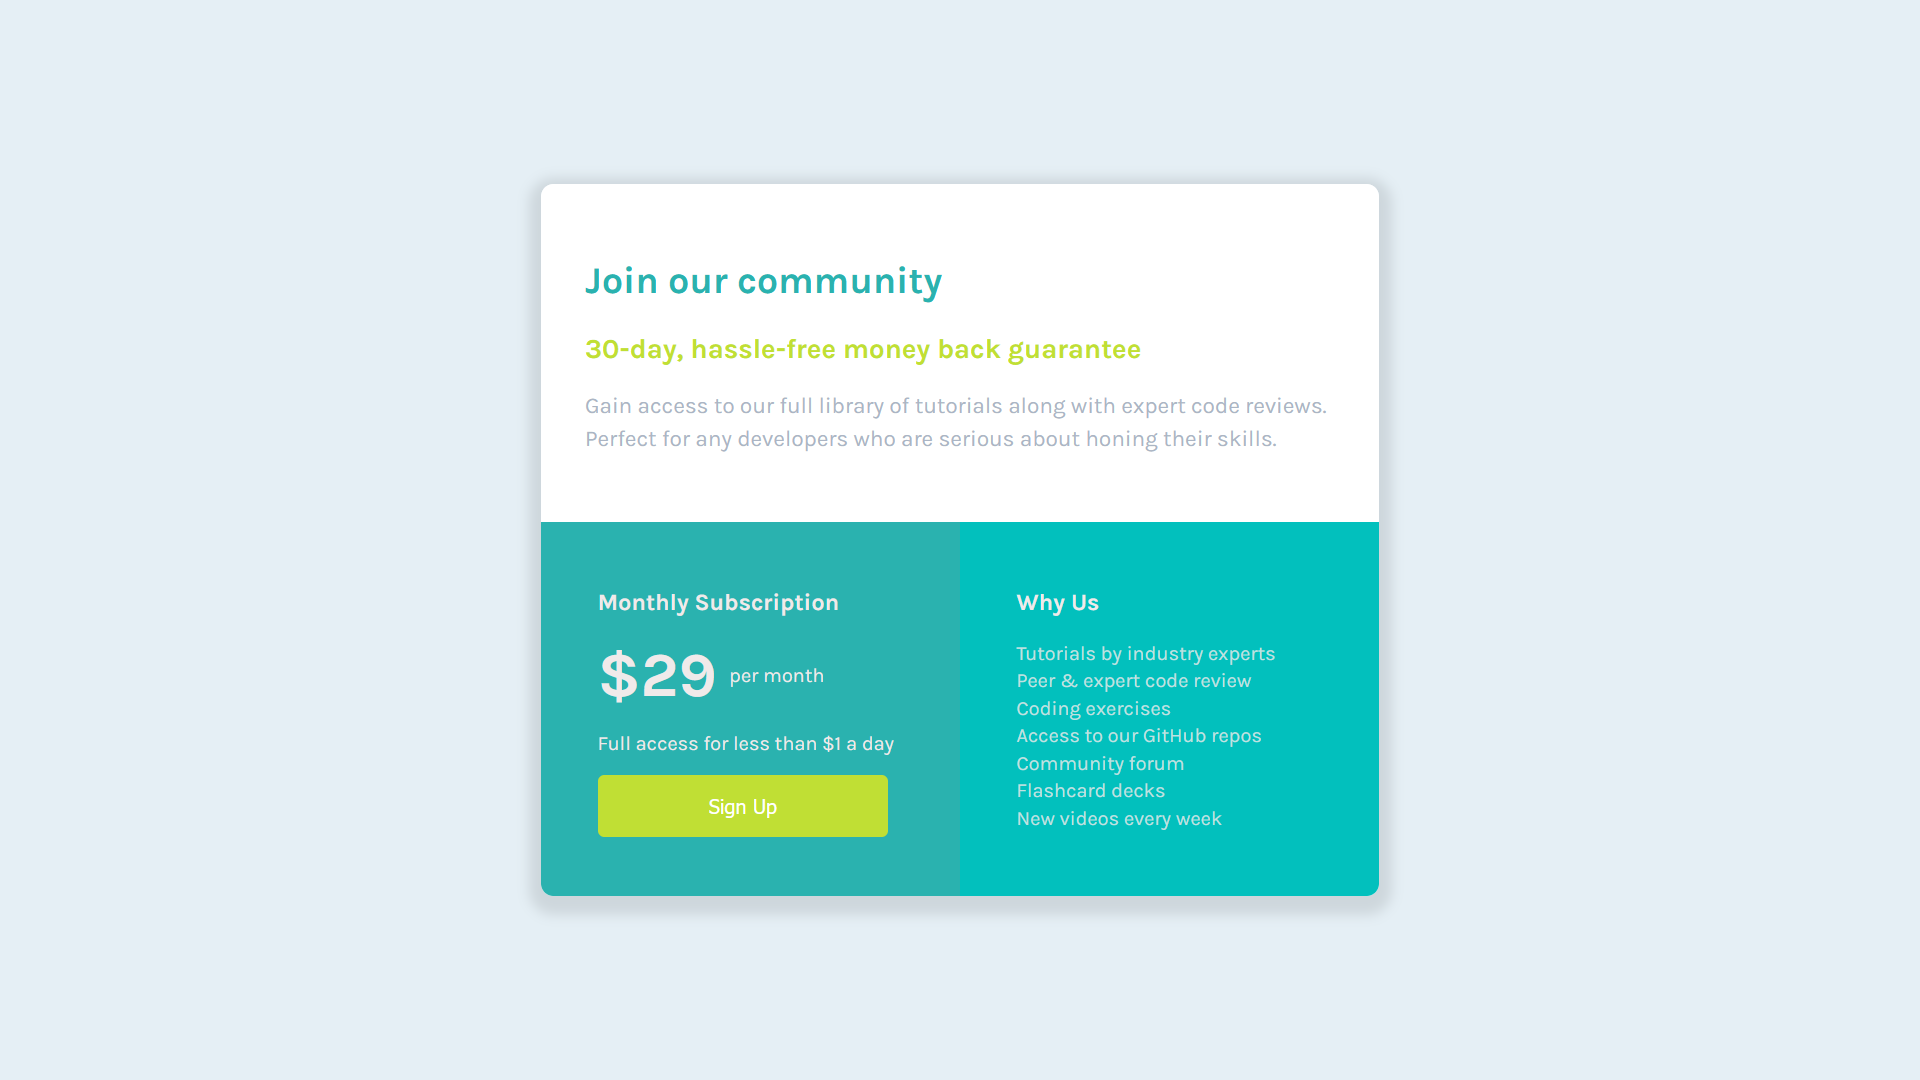 Join our community
30-day, hassle-free money back guarantee
Gain access to our full library of tutorials along with expert code reviews.
Perfect for any developers who are serious about honing their skills.
Monthly Subscription
$29 per month
Full access for less than $1 a day
Sign Up
Why Us
Tutorials by industry experts
Peer & expert code review
Coding exercises
Access to our GitHub repos
Community forum
Flashcard decks
New videos every week